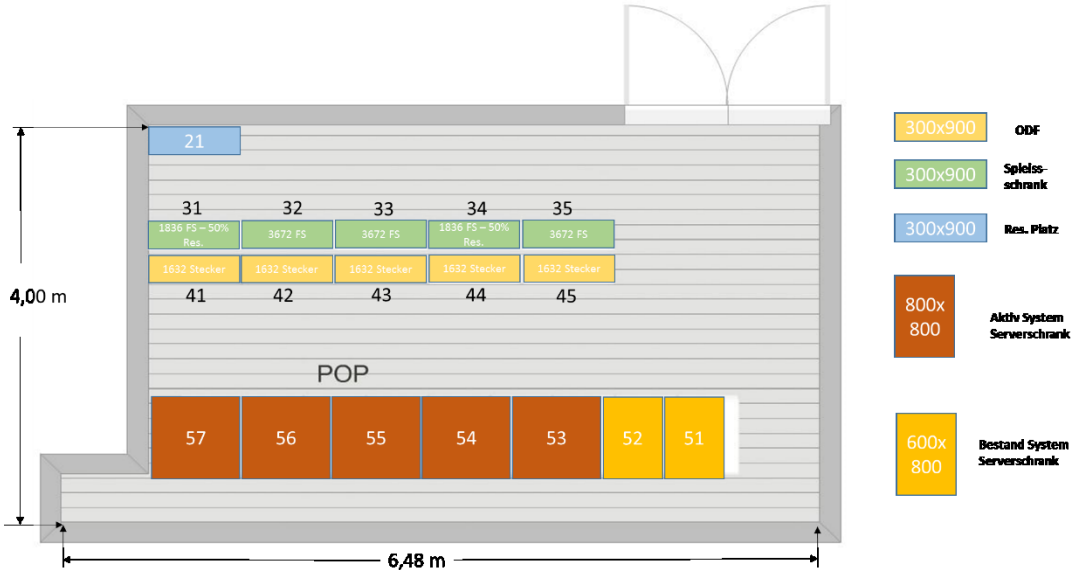 21
31 32 33 34 35
1836 FS – 50%
Res.
3672 FS
3672 FS
1836 FS – 50%
Res.
3672 FS
1632 Stecker
1632 Stecker
1632 Stecker
1632 Stecker
1632 Stecker
41 42 43 44 45
4,00 m
POP
57 56 55 54 53 52 51
6,48 m
300x900
ODF
300x900
Spleiss-
schrank
300x900
Res. Platz
800x
800
Aktiv System
Serverschrank
600x
800
Bestand System
Serverschrank